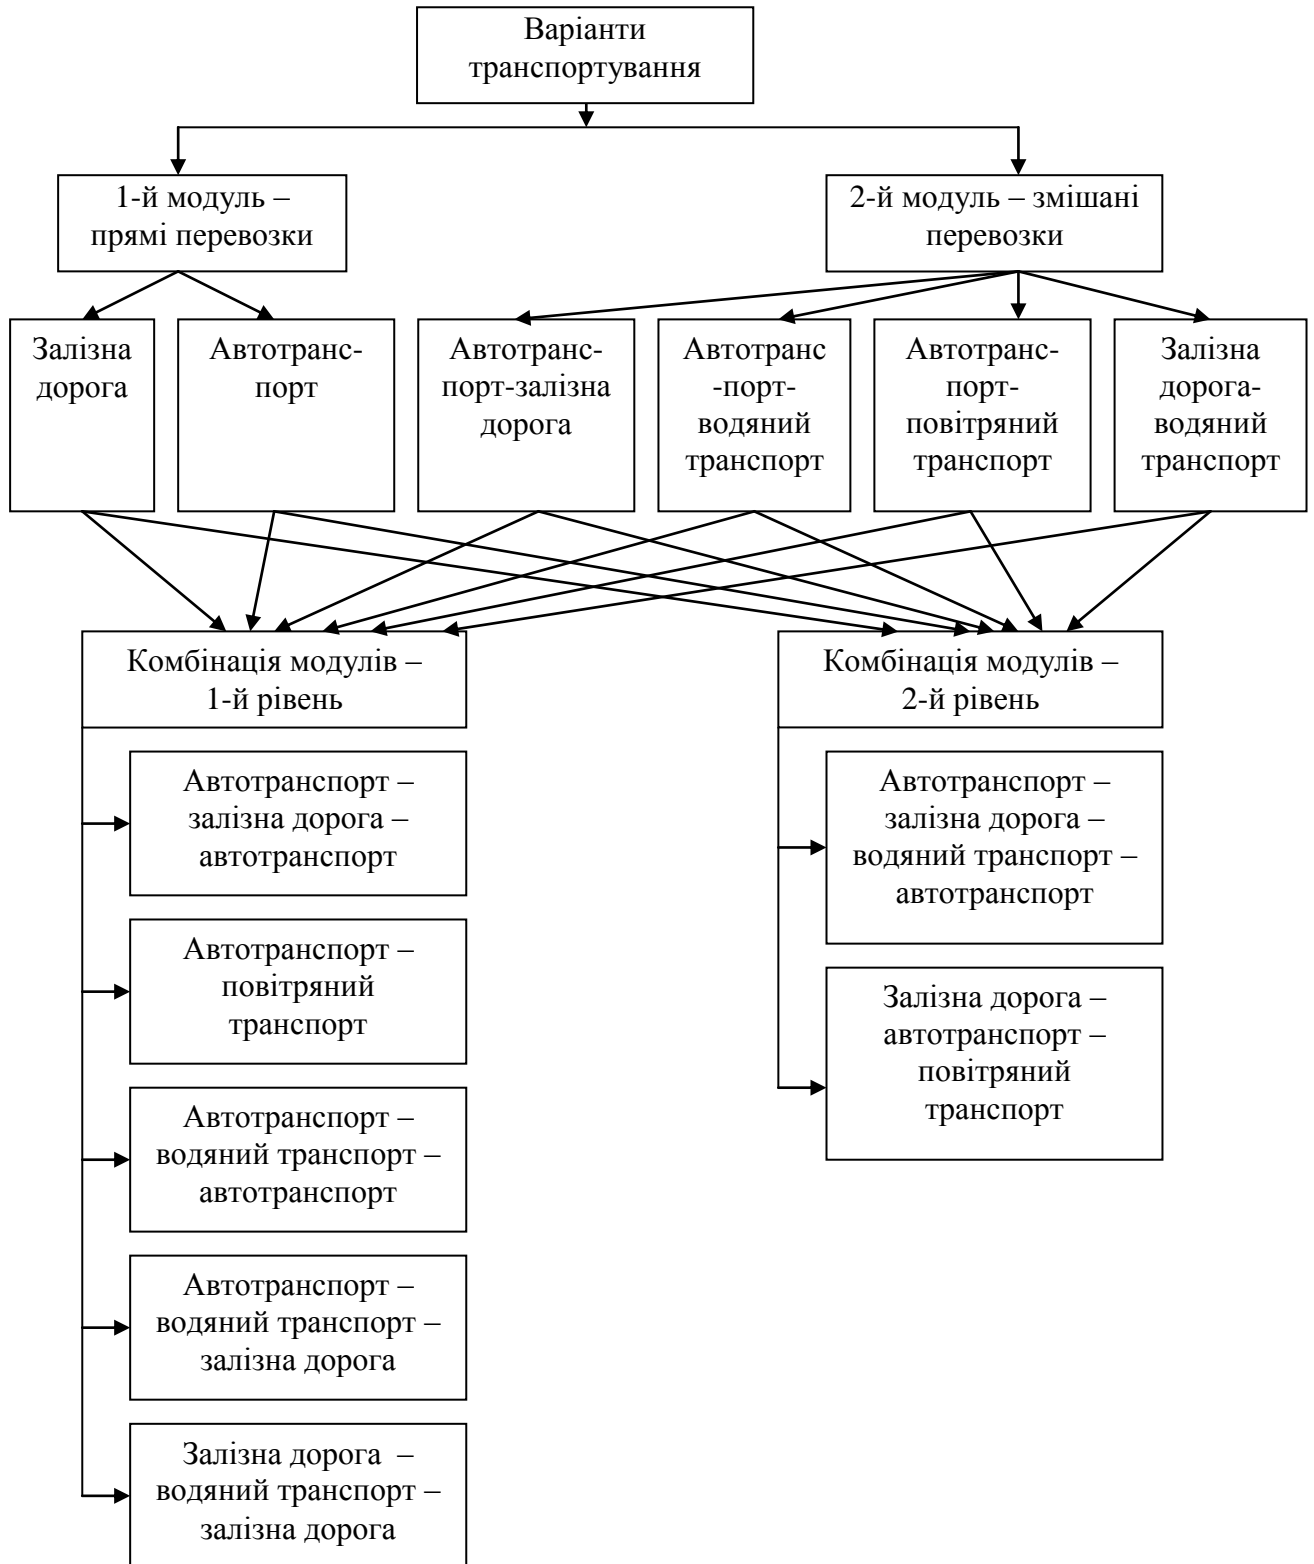 Варіанти
транспортування
1-й модуль –
прямі перевозки
2-й модуль – змішані
перевозки
Залізна
дорога
Автотранс-
порт
Автотранс-
порт-залізна
дорога
Автотранс
-порт-
водяний
транспорт
Автотранс-
порт-
повітряний
транспорт
Залізна
дорога-
водяний
транспорт
Комбінація модулів –
1-й рівень
Автотранспорт –
залізна дорога –
автотранспорт
Автотранспорт –
повітряний
транспорт
Автотранспорт –
водяний транспорт –
автотранспорт
Автотранспорт –
водяний транспорт –
залізна дорога
Залізна дорога –
водяний транспорт –
залізна дорога
Комбінація модулів –
2-й рівень
Автотранспорт –
залізна дорога –
водяний транспорт –
автотранспорт
Залізна дорога –
автотранспорт –
повітряний
транспорт